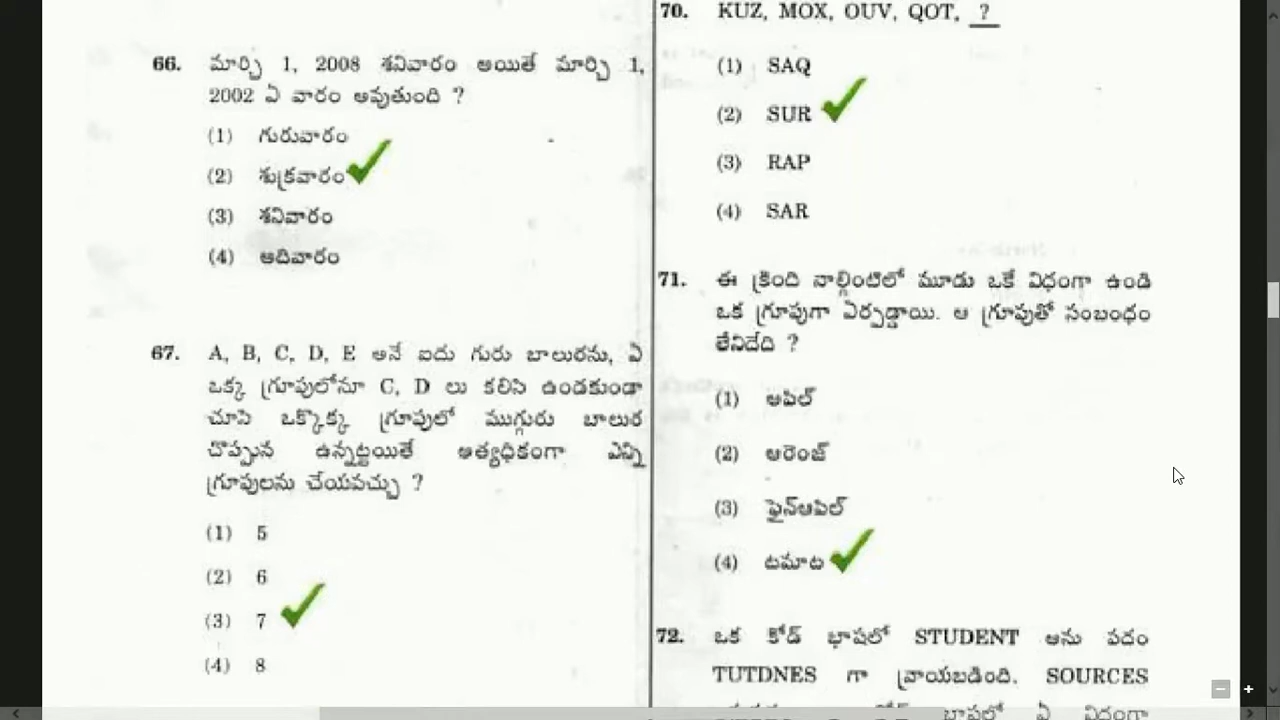 66. మార్చి 1, 2008 శనివారం అయితే మార్చి 1,
2002 ఏ వారం అవుతుంది ?
(1) గురువారం
(2) శుక్రవారం
(3) శనివారం
(4) ఆదివారం
67. A, B, C, D, E అనే ఐదు గురు బాలురను, ఏ
ఒక్క గ్రూపులోనూ C, D లు కలిసి ఉండకుండా
చూసి ఒక్కొక్క గ్రూపులో ముగ్గురు బాలుర
చొప్పున ఉన్నట్టయితే అత్యధికంగా ఎన్ని
గ్రూపులను చేయవచ్చు ?
(1) 5
(2) 6
(3) 7
(4) 8
70. KUZ, MOX, OUV, QOT, ?
(1) SAQ
(2) SUR
(3) RAP
(4) SAR
71. ఈ క్రింది నాల్గింటిలో మూడు ఒకే విధంగా ఉండి
ఒక గ్రూపుగా ఏర్పడ్డాయి. ఆ గ్రూపుతో సంబంధం
లేనిదేది ?
(1) ఆపిల్
(2) ఆరెంజ్
(3) ఫైన్ఆపిల్
(4) టమాట
72. ఒక కోడ్ భాషలో STUDENT అను పదం
TUTDNES గా వ్రాయబడింది. SOURCES
కోడ్ భాషలో ఏ విధంగా